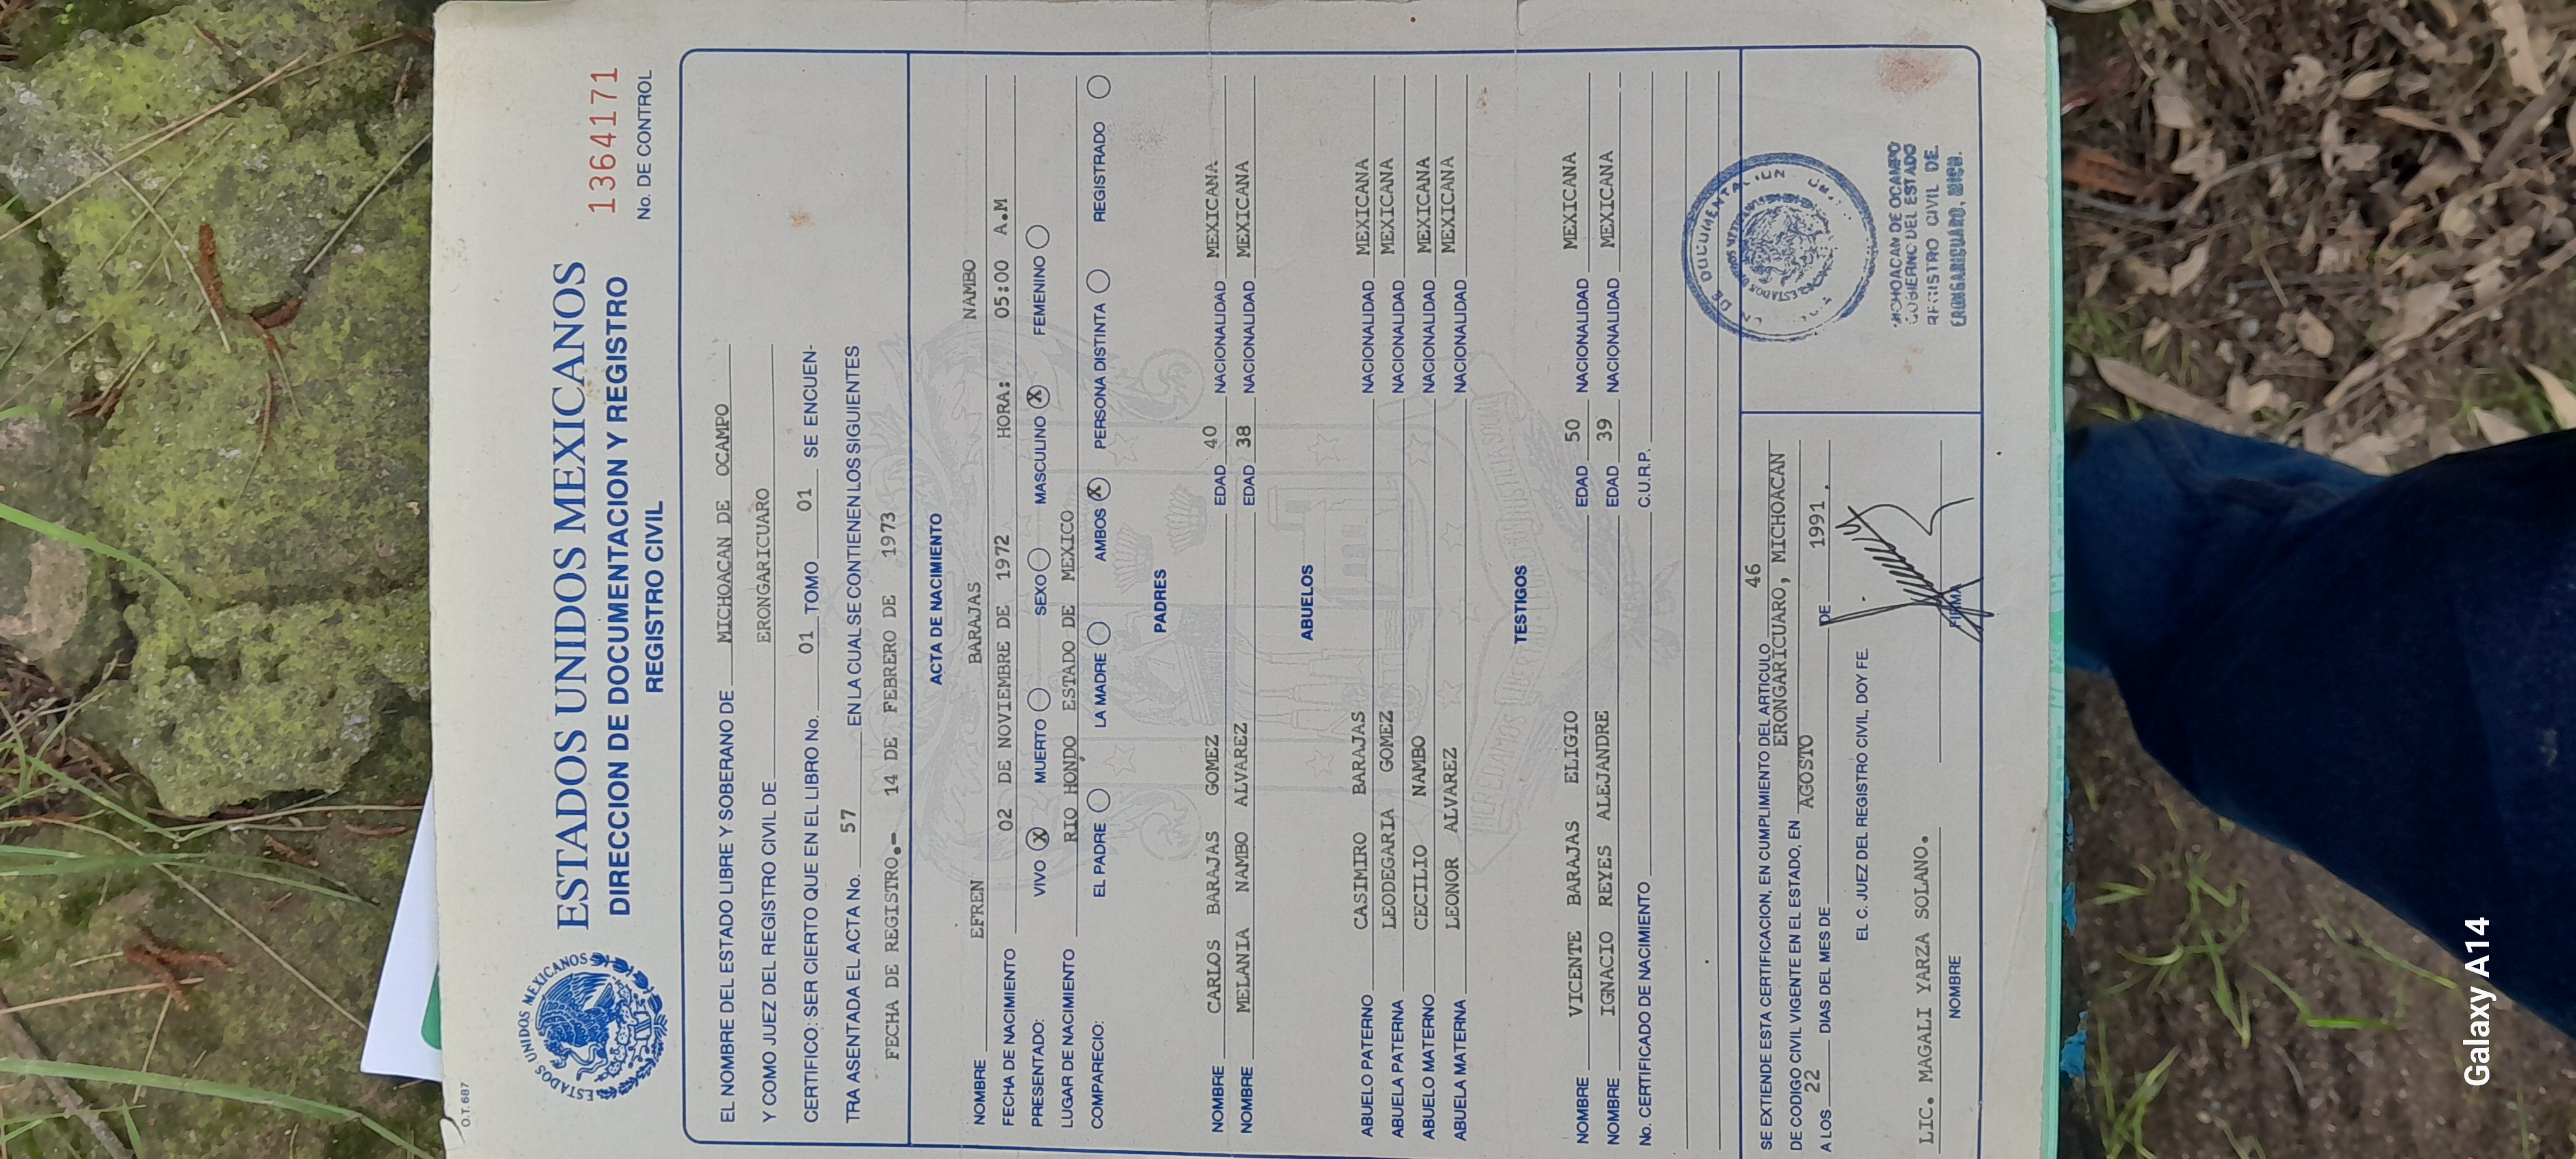 O.T. 687
ESTADOS UNIDOS MEXICANOS
ESTADOS UNIDOS MEXICANOS
DIRECCION DE DOCUMENTACION Y REGISTRO
REGISTRO CIVIL
1364171
No. DE CONTROL
EL NOMBRE DEL ESTADO LIBRE Y SOBERANO DE MICHOACAN DE OCAMPO
Y COMO JUEZ DEL REGISTRO CIVIL DE ERONGARICUARO
CERTIFICO: SER CIERTO QUE EN EL LIBRO No. 01 TOMO 01 SE ENCUEN-
TRA ASENTADA EL ACTA No. 57 EN LA CUAL SE CONTIENEN LOS SIGUIENTES
FECHA DE REGISTRO.- 14 DE FEBRERO DE 1973
ACTA DE NACIMIENTO
NOMBRE EFREN BARAJAS NAMBO
FECHA DE NACIMIENTO 02 DE NOVIEMBRE DE 1972 HORA: 05:00 A.M
PRESENTADO: VIVO X MUERTO SEXO MASCULINO X FEMENINO
LUGAR DE NACIMIENTO RIO HONDO ESTADO DE MEXICO
COMPARECIO: EL PADRE LA MADRE AMBOS X PERSONA DISTINTA REGISTRADO
PADRES
NOMBRE CARLOS BARAJAS GOMEZ EDAD 40 NACIONALIDAD MEXICANA
NOMBRE MELANIA NAMBO ALVAREZ EDAD 38 NACIONALIDAD MEXICANA
ABUELOS
ABUELO PATERNO CASIMIRO BARAJAS NACIONALIDAD MEXICANA
ABUELA PATERNA LEODEGARIA GOMEZ NACIONALIDAD MEXICANA
ABUELO MATERNO CECILIO NAMBO NACIONALIDAD MEXICANA
ABUELA MATERNA LEONOR ALVAREZ NACIONALIDAD MEXICANA
TESTIGOS
NOMBRE VICENTE BARAJAS ELIGIO EDAD 50 NACIONALIDAD MEXICANA
NOMBRE IGNACIO REYES ALEJANDRE EDAD 39 NACIONALIDAD MEXICANA
No. CERTIFICADO DE NACIMIENTO C.U.R.P.
SE EXTIENDE ESTA CERTIFICACION, EN CUMPLIMIENTO DEL ARTICULO 46
DE CODIGO CIVIL VIGENTE EN EL ESTADO, EN ERONGARICUARO, MICHOACAN
A LOS 22 DIAS DEL MES DE AGOSTO DE 1991.
EL C. JUEZ DEL REGISTRO CIVIL, DOY FE.
LIC. MAGALI YARZA SOLANO.
NOMBRE FIRMA
MICHOACAN DE OCAMPO
GOBIERNO DEL ESTADO
REGISTRO CIVIL DE
ERONGARICUARO, MICH.
Galaxy A14